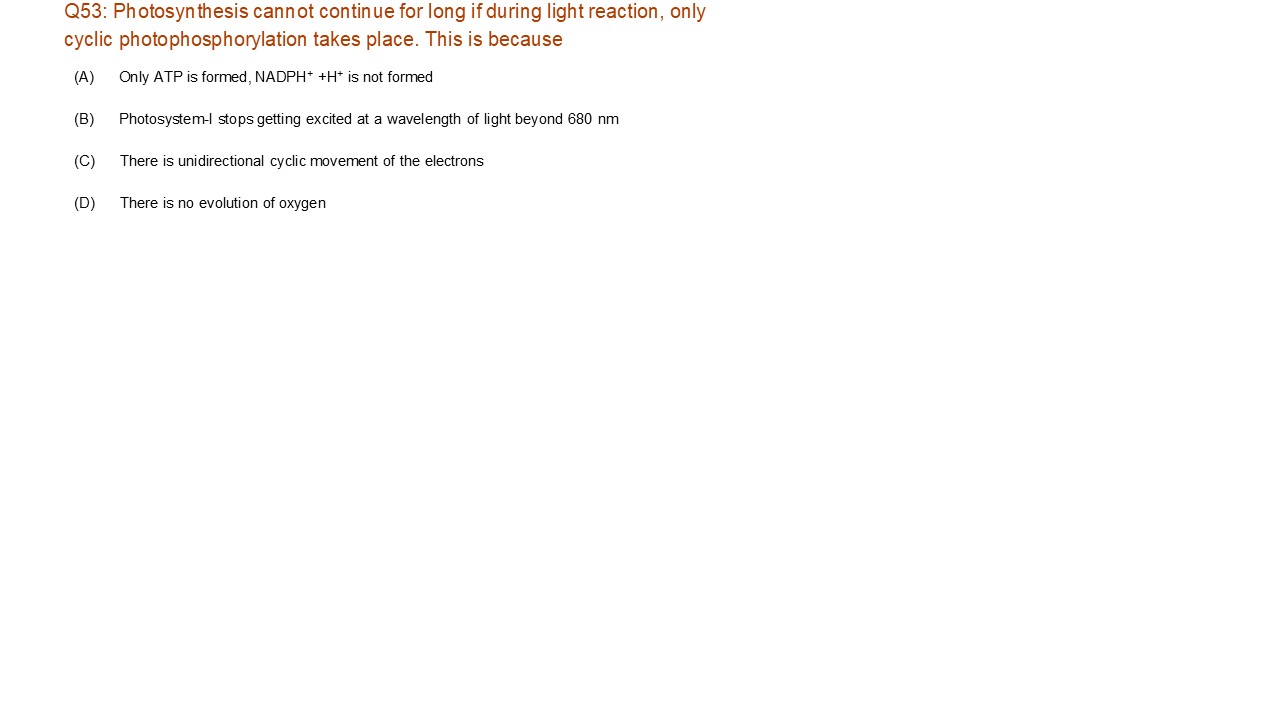 Q53: Photosynthesis cannot continue for long if during light reaction, only
cyclic photophosphorylation takes place. This is because
(A) Only ATP is formed, NADPH⁺ +H⁺ is not formed
(B) Photosystem-I stops getting excited at a wavelength of light beyond 680 nm
(C) There is unidirectional cyclic movement of the electrons
(D) There is no evolution of oxygen